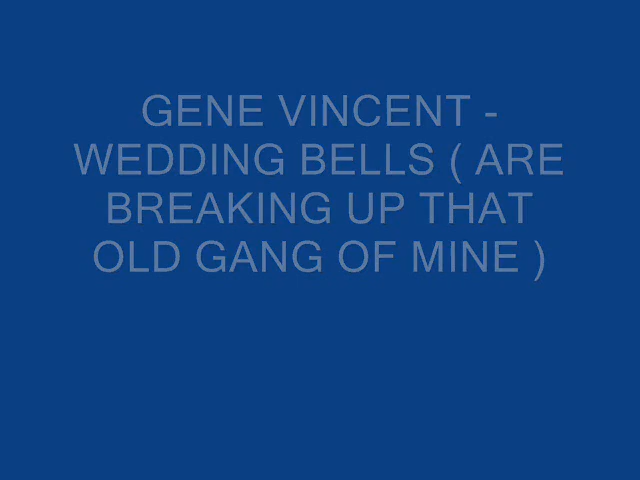 GENE VINCENT -
WEDDING BELLS ( ARE
BREAKING UP THAT
OLD GANG OF MINE )